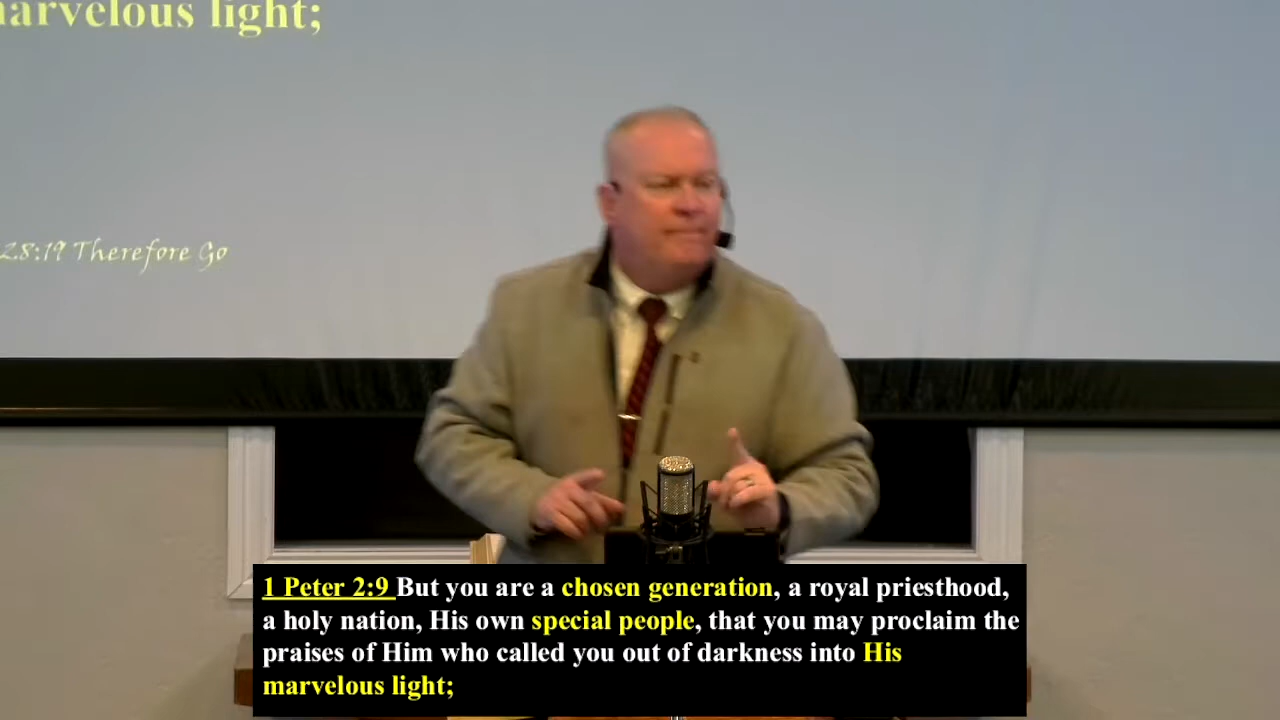 marvelous light;
28:19 Therefore Go
1 Peter 2:9 But you are a chosen generation, a royal priesthood,
a holy nation, His own special people, that you may proclaim the
praises of Him who called you out of darkness into His
marvelous light;